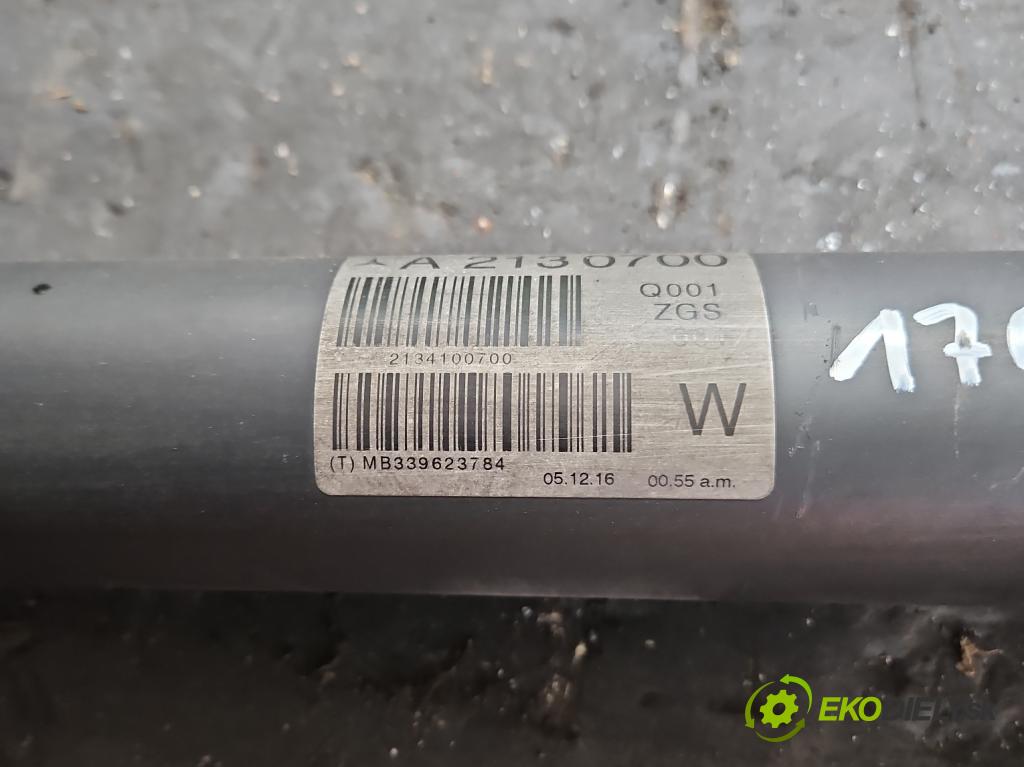 A 2130700
Q001
ZGS
2134100700
W
(T) MB339623784
05.12.16 00.55 a.m.
EKODIELY.sk